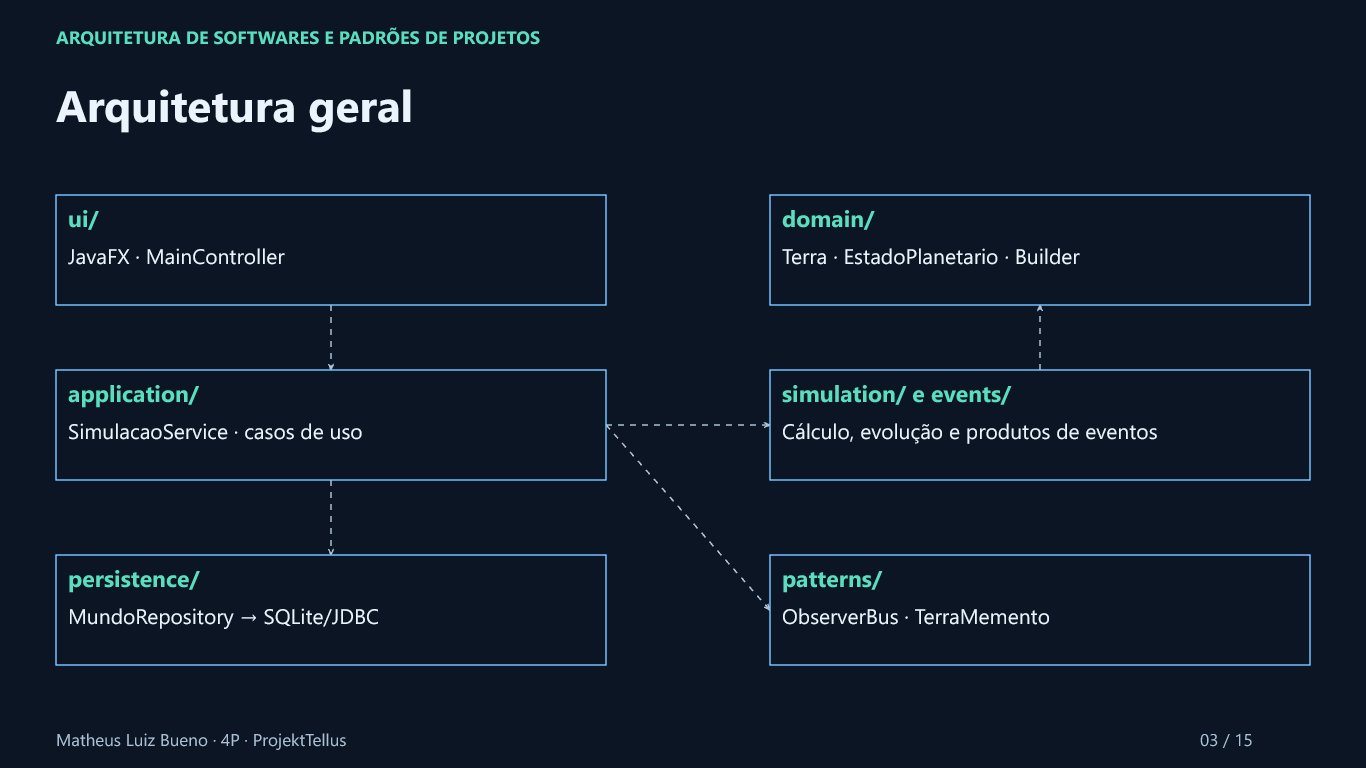 ARQUITETURA DE SOFTWARES E PADRÕES DE PROJETOS
Arquitetura geral
ui/
JavaFX · MainController
domain/
Terra · EstadoPlanetario · Builder
application/
SimulacaoService · casos de uso
simulation/ e events/
Cálculo, evolução e produtos de eventos
persistence/
MundoRepository → SQLite/JDBC
patterns/
ObserverBus · TerraMemento
Matheus Luiz Bueno · 4P · ProjektTellus
03 / 15